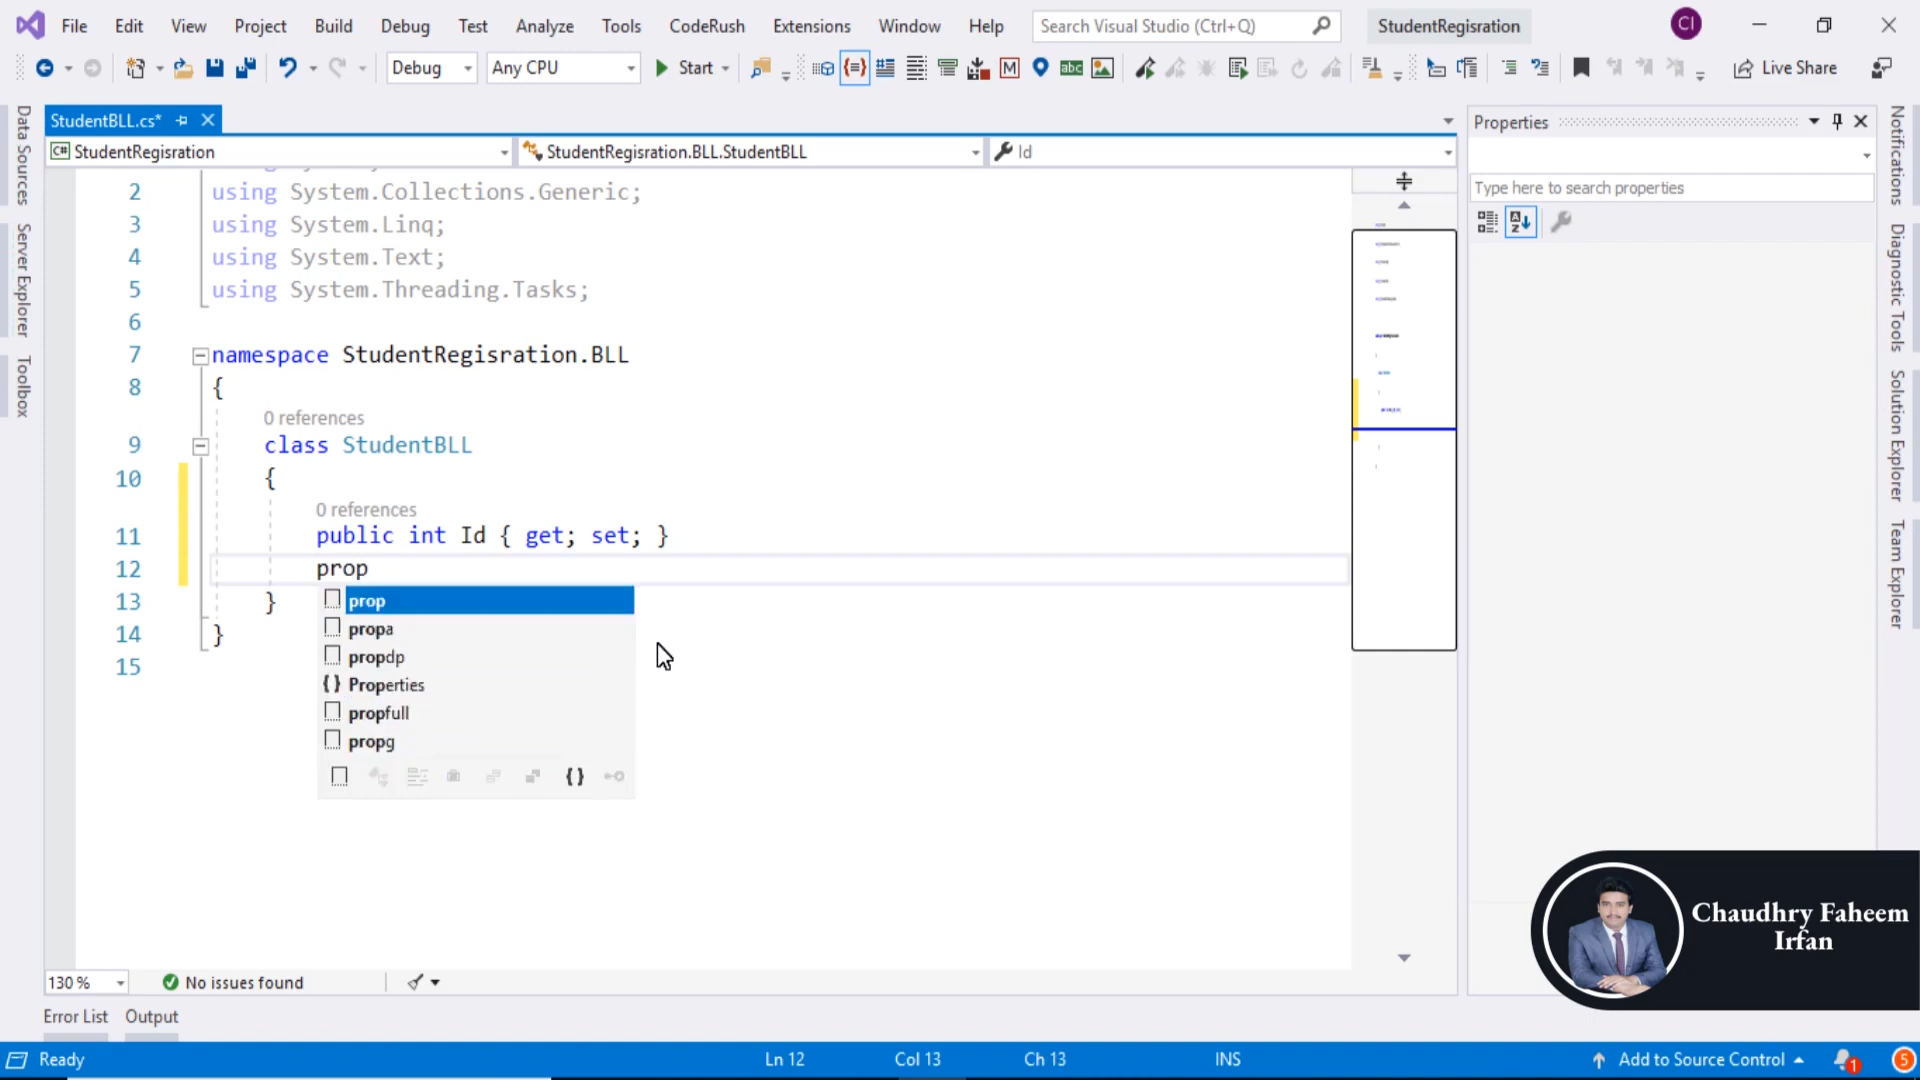 File Edit View Project Build Debug Test Analyze Tools CodeRush Extensions Window Help Search Visual Studio (Ctrl+Q) StudentRegisration CI
Debug Any CPU Start Live Share
StudentBLL.cs*
StudentRegisration StudentRegisration.BLL.StudentBLL Id
2 using System.Collections.Generic;
3 using System.Linq;
4 using System.Text;
5 using System.Threading.Tasks;
6
7 namespace StudentRegisration.BLL
8 {
0 references
9 class StudentBLL
10 {
0 references
11 public int Id { get; set; }
12 prop
13 }
14 }
15
prop
propa
propdp
Properties
propfull
propg
Properties
Type here to search properties
Data Sources
Server Explorer
Toolbox
Notifications
Diagnostic Tools
Solution Explorer
Team Explorer
Chaudhry Faheem
Irfan
130 % No issues found
Error List Output
Ready Ln 12 Col 13 Ch 13 INS Add to Source Control 1 5